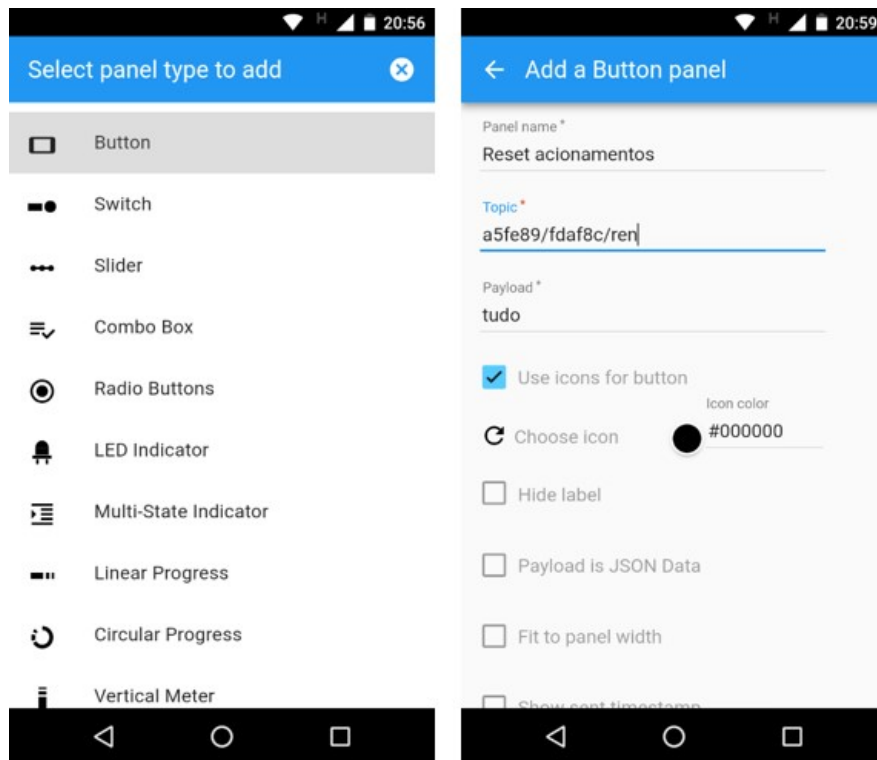 H 20:56
Select panel type to add
Button
Switch
Slider
Combo Box
Radio Buttons
LED Indicator
Multi-State Indicator
Linear Progress
Circular Progress
Vertical Meter
H 20:59
Add a Button panel
Panel name *
Reset acionamentos
Topic *
a5fe89/fdaf8c/ren
Payload *
tudo
Use icons for button
Icon color
Choose icon #000000
Hide label
Payload is JSON Data
Fit to panel width
Show sent timestamp